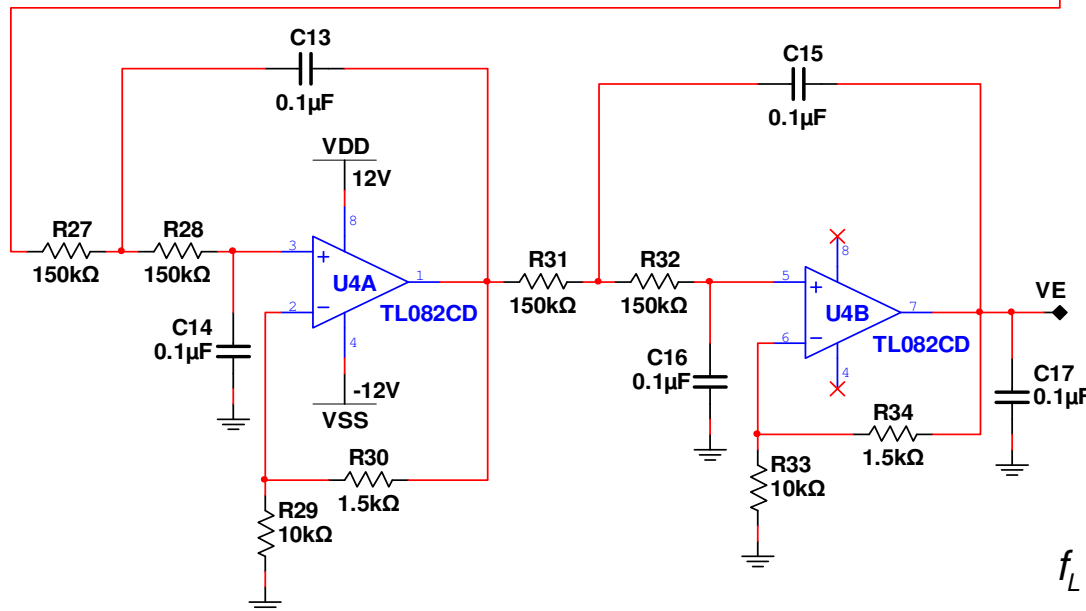 C13
0.1µF
C15
0.1µF
VDD
12V
R27
150kΩ
R28
150kΩ
8
3
2
1
4
U4A
TL082CD
C14
0.1µF
-12V
VSS
R30
1.5kΩ
R29
10kΩ
R31
150kΩ
R32
150kΩ
8
5
6
7
4
U4B
TL082CD
VE
C16
0.1µF
C17
0.1µF
R34
1.5kΩ
R33
10kΩ
fL